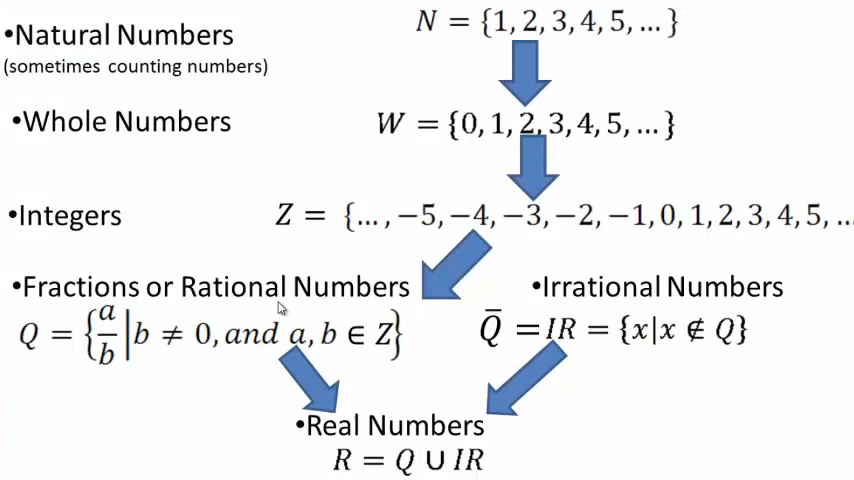 •Natural Numbers
N = {1, 2, 3, 4, 5, … }
(sometimes counting numbers)
•Whole Numbers
W = {0, 1, 2, 3, 4, 5, … }
•Integers
Z = {… , −5, −4, −3, −2, −1, 0, 1, 2, 3, 4, 5, …
•Fractions or Rational Numbers
Q = {a/b | b ≠ 0, and a, b ∈ Z}
•Irrational Numbers
Q̄ = IR = {x|x ∉ Q}
•Real Numbers
R = Q ∪ IR